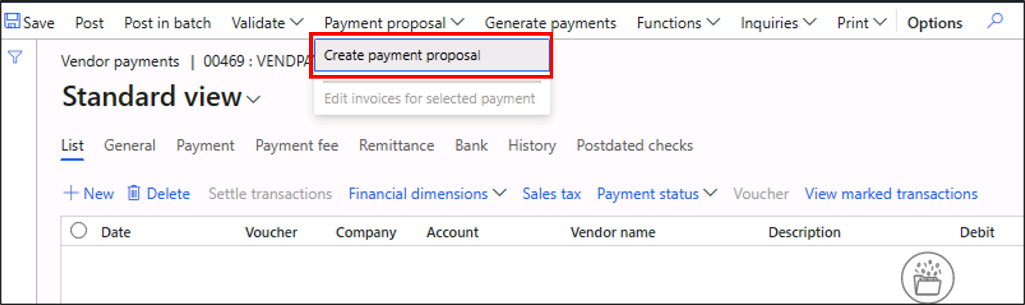 Save Post Post in batch Validate Payment proposal Generate payments Functions Inquiries Print Options
Create payment proposal
Vendor payments | 00469 : VENDPA
Edit invoices for selected payment
Standard view
List General Payment Payment fee Remittance Bank History Postdated checks
New Delete Settle transactions Financial dimensions Sales tax Payment status Voucher View marked transactions
Date Voucher Company Account Vendor name Description Debit